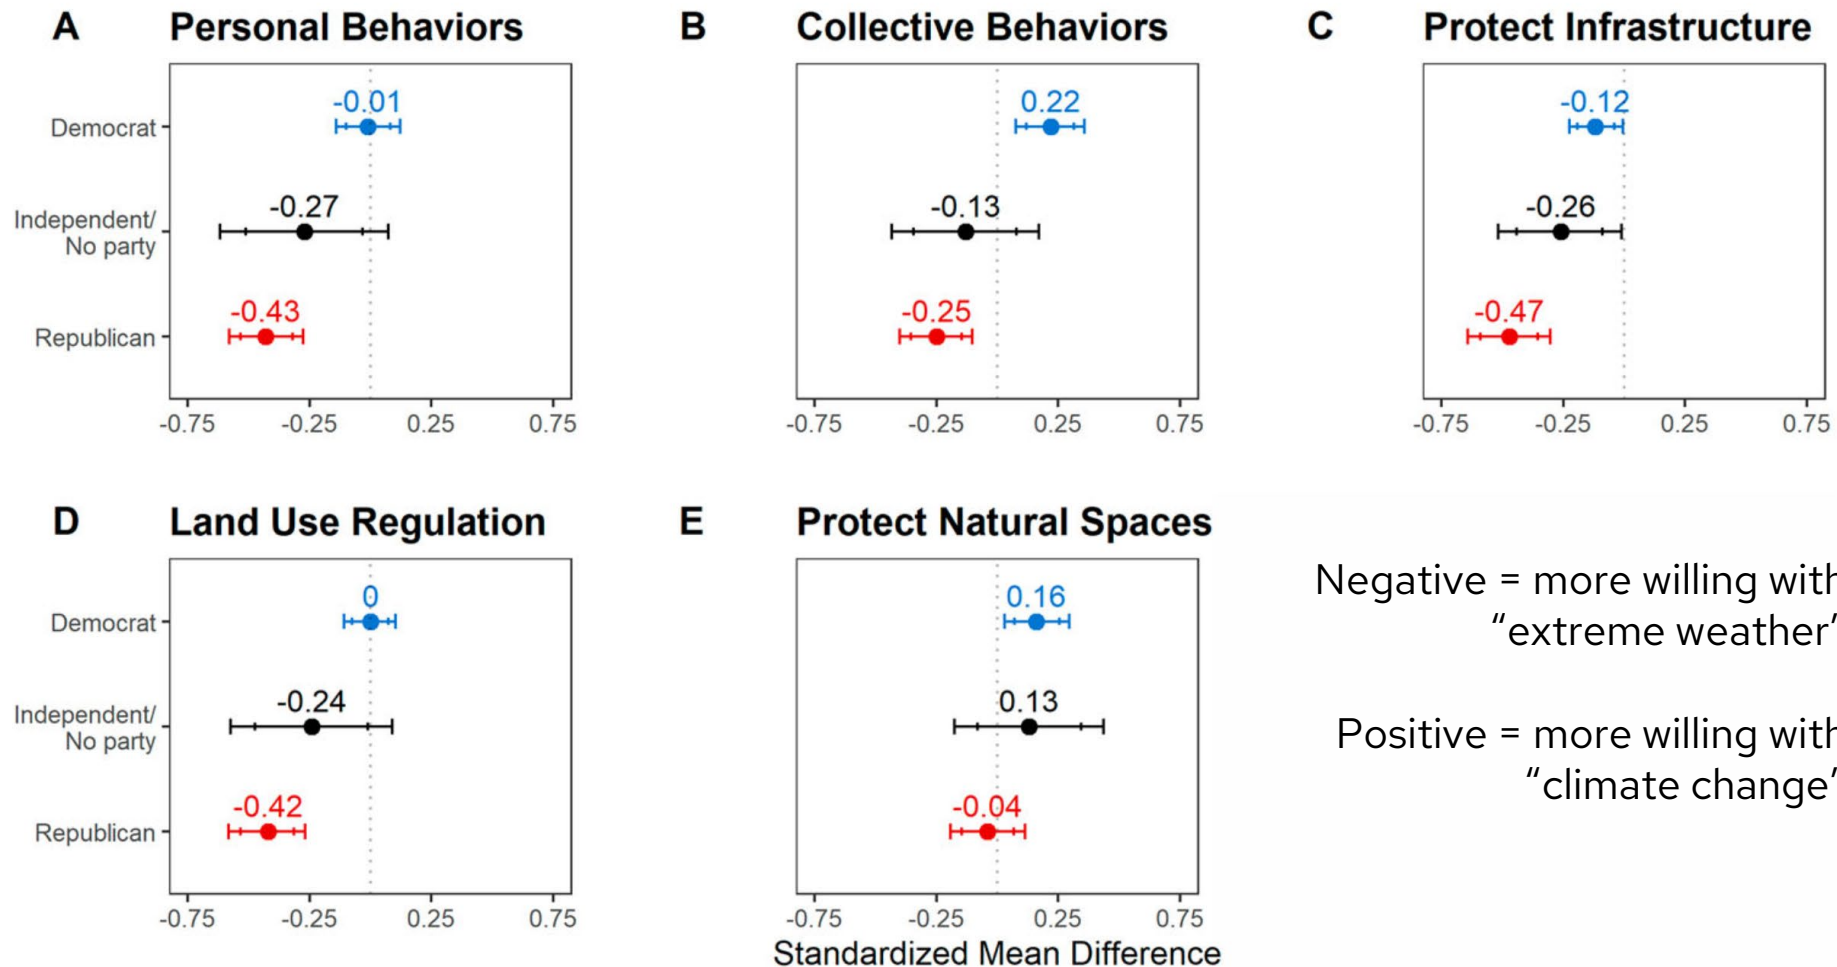 A Personal Behaviors
Democrat
-0.01
Independent/
No party
-0.27
Republican
-0.43
-0.75 -0.25 0.25 0.75
B Collective Behaviors
0.22
-0.13
-0.25
-0.75 -0.25 0.25 0.75
C Protect Infrastructure
-0.12
-0.26
-0.47
-0.75 -0.25 0.25 0.75
D Land Use Regulation
Democrat
0
Independent/
No party
-0.24
Republican
-0.42
-0.75 -0.25 0.25 0.75
E Protect Natural Spaces
0.16
0.13
-0.04
-0.75 -0.25 0.25 0.75
Standardized Mean Difference
Negative = more willing with
“extreme weather”
Positive = more willing with
“climate change”